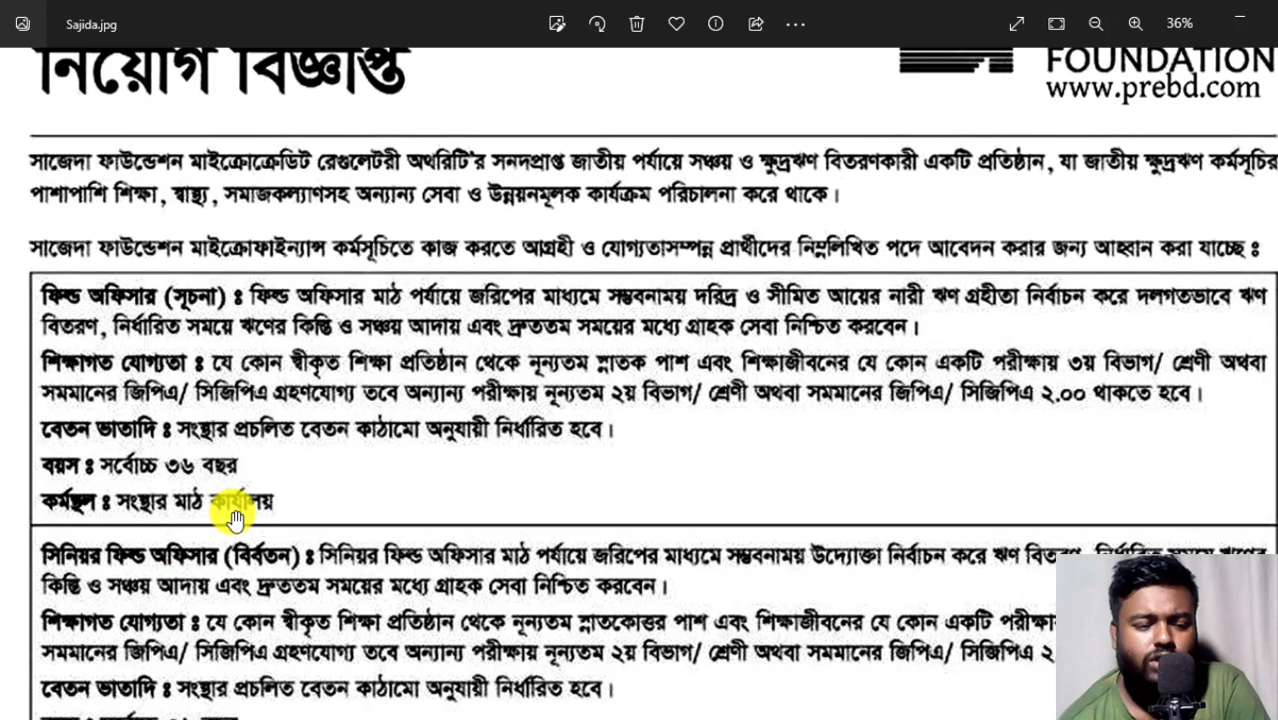 Sajida.jpg
36%
নিয়োগ বিজ্ঞপ্তি
FOUNDATION
www.prebd.com
সাজেদা ফাউন্ডেশন মাইক্রোক্রেডিট রেগুলেটরী অথরিটি'র সনদপ্রাপ্ত জাতীয় পর্যায়ে সঞ্চয় ও ক্ষুদ্রঋণ বিতরণকারী একটি প্রতিষ্ঠান, যা জাতীয় ক্ষুদ্রঋণ কর্মসূচির
পাশাপাশি শিক্ষা, স্বাস্থ্য, সমাজকল্যাণসহ অন্যান্য সেবা ও উন্নয়নমূলক কার্যক্রম পরিচালনা করে থাকে।
সাজেদা ফাউন্ডেশন মাইক্রোফাইন্যান্স কর্মসূচিতে কাজ করতে আগ্রহী ও যোগ্যতাসম্পন্ন প্রার্থীদের নিম্নলিখিত পদে আবেদন করার জন্য আহ্বান করা যাচ্ছে ঃ
ফিল্ড অফিসার (সূচনা) ঃ ফিল্ড অফিসার মাঠ পর্যায়ে জরিপের মাধ্যমে সম্ভবনাময় দরিদ্র ও সীমিত আয়ের নারী ঋণ গ্রহীতা নির্বাচন করে দলগতভাবে ঋণ
বিতরণ, নির্ধারিত সময়ে ঋণের কিস্তি ও সঞ্চয় আদায় এবং দ্রুততম সময়ের মধ্যে গ্রাহক সেবা নিশ্চিত করবেন।
শিক্ষাগত যোগ্যতা ঃ যে কোন স্বীকৃত শিক্ষা প্রতিষ্ঠান থেকে নূন্যতম স্নাতক পাশ এবং শিক্ষাজীবনের যে কোন একটি পরীক্ষায় ৩য় বিভাগ/ শ্রেণী অথবা
সমমানের জিপিএ/ সিজিপিএ গ্রহণযোগ্য তবে অন্যান্য পরীক্ষায় নূন্যতম ২য় বিভাগ/ শ্রেণী অথবা সমমানের জিপিএ/ সিজিপিএ ২.০০ থাকতে হবে।
বেতন ভাতাদি ঃ সংস্থার প্রচলিত বেতন কাঠামো অনুযায়ী নির্ধারিত হবে।
বয়স ঃ সর্বোচ্চ ৩৬ বছর
কর্মস্থল ঃ সংস্থার মাঠ কার্যালয়
সিনিয়র ফিল্ড অফিসার (বির্বতন) ঃ সিনিয়র ফিল্ড অফিসার মাঠ পর্যায়ে জরিপের মাধ্যমে সম্ভবনাময় উদ্যোক্তা নির্বাচন করে ঋণ বিতরণ, নির্ধারিত সময়ে ঋণের
কিস্তি ও সঞ্চয় আদায় এবং দ্রুততম সময়ের মধ্যে গ্রাহক সেবা নিশ্চিত করবেন।
শিক্ষাগত যোগ্যতা ঃ যে কোন স্বীকৃত শিক্ষা প্রতিষ্ঠান থেকে নূন্যতম স্নাতকোত্তর পাশ এবং শিক্ষাজীবনের যে কোন একটি
সমমানের জিপিএ/ সিজিপিএ গ্রহণযোগ্য তবে অন্যান্য পরীক্ষায় নূন্যতম ২য় বিভাগ/ শ্রেণী অথবা সমমানের জিপিএ/ সিজিপিএ ২
বেতন ভাতাদি ঃ সংস্থার প্রচলিত বেতন কাঠামো অনুযায়ী নির্ধারিত হবে।